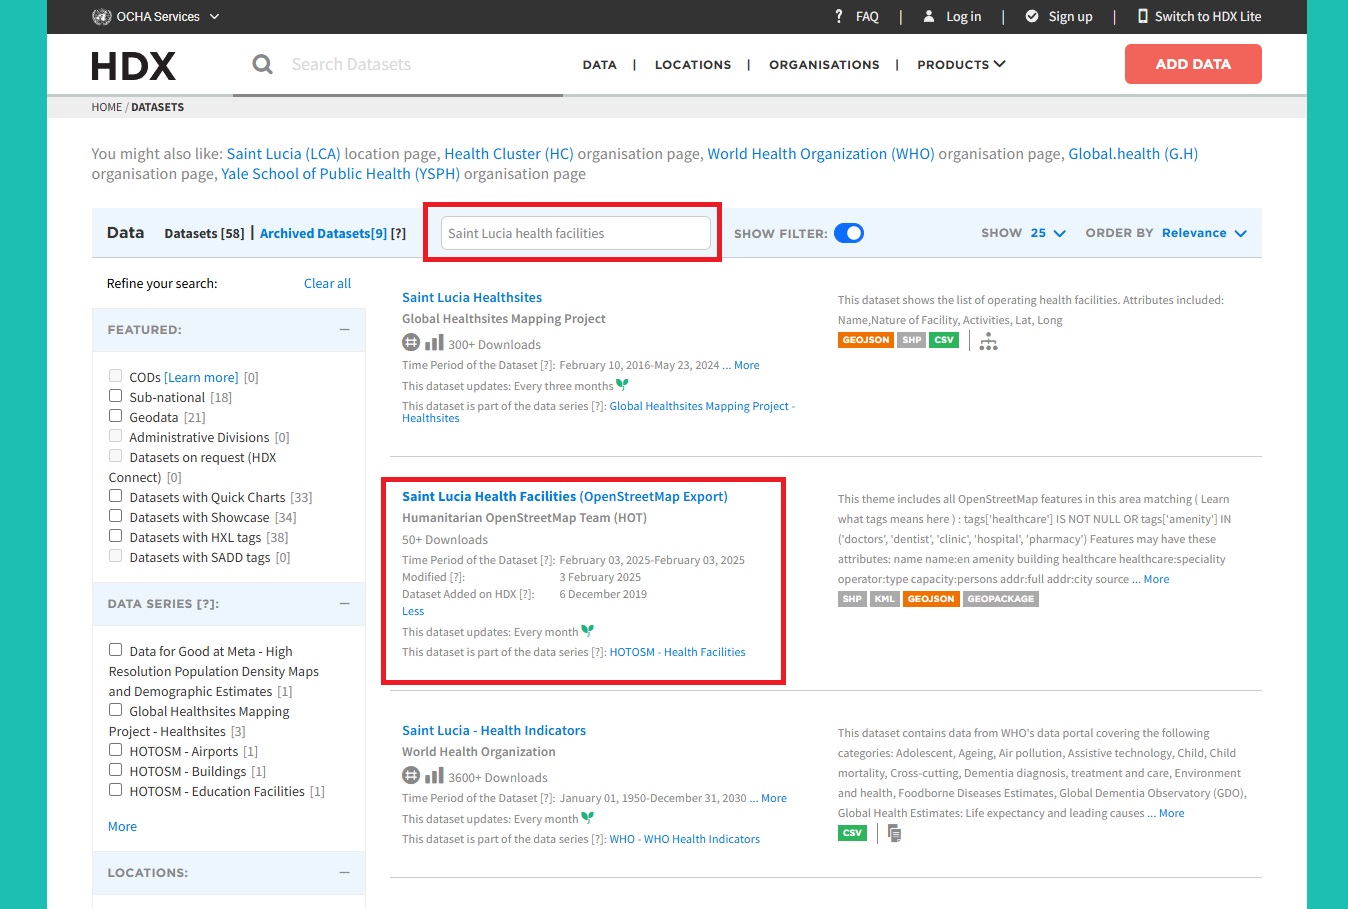 OCHA Services
FAQ | Log in | Sign up | Switch to HDX Lite
HDX
Search Datasets
DATA | LOCATIONS | ORGANISATIONS | PRODUCTS
ADD DATA
HOME / DATASETS
You might also like: Saint Lucia (LCA) location page, Health Cluster (HC) organisation page, World Health Organization (WHO) organisation page, Global.health (G.H)
organisation page, Yale School of Public Health (YSPH) organisation page
Data Datasets [58] | Archived Datasets[9] [?]
Saint Lucia health facilities
SHOW FILTER:
SHOW 25 ORDER BY Relevance
Refine your search: Clear all
FEATURED:
CODs [Learn more] [0]
Sub-national [18]
Geodata [21]
Administrative Divisions [0]
Datasets on request (HDX
Connect) [0]
Datasets with Quick Charts [33]
Datasets with Showcase [34]
Datasets with HXL tags [38]
Datasets with SADD tags [0]
DATA SERIES [?]:
Data for Good at Meta - High
Resolution Population Density Maps
and Demographic Estimates [1]
Global Healthsites Mapping
Project - Healthsites [3]
HOTOSM - Airports [1]
HOTOSM - Buildings [1]
HOTOSM - Education Facilities [1]
More
LOCATIONS:
Saint Lucia Healthsites
Global Healthsites Mapping Project
300+ Downloads
Time Period of the Dataset [?]: February 10, 2016-May 23, 2024 ... More
This dataset updates: Every three months
This dataset is part of the data series [?]: Global Healthsites Mapping Project -
Healthsites
This dataset shows the list of operating health facilities. Attributes included:
Name,Nature of Facility, Activities, Lat, Long
GEOJSON SHP CSV
Saint Lucia Health Facilities (OpenStreetMap Export)
Humanitarian OpenStreetMap Team (HOT)
50+ Downloads
Time Period of the Dataset [?]: February 03, 2025-February 03, 2025
Modified [?]: 3 February 2025
Dataset Added on HDX [?]: 6 December 2019
Less
This dataset updates: Every month
This dataset is part of the data series [?]: HOTOSM - Health Facilities
This theme includes all OpenStreetMap features in this area matching ( Learn
what tags means here ) : tags['healthcare'] IS NOT NULL OR tags['amenity'] IN
('doctors', 'dentist', 'clinic', 'hospital', 'pharmacy') Features may have these
attributes: name name:en amenity building healthcare healthcare:speciality
operator:type capacity:persons addr:full addr:city source ... More
SHP KML GEOJSON GEOPACKAGE
Saint Lucia - Health Indicators
World Health Organization
3600+ Downloads
Time Period of the Dataset [?]: January 01, 1950-December 31, 2030 ... More
This dataset updates: Every month
This dataset is part of the data series [?]: WHO - WHO Health Indicators
This dataset contains data from WHO's data portal covering the following
categories: Adolescent, Ageing, Air pollution, Assistive technology, Child, Child
mortality, Cross-cutting, Dementia diagnosis, treatment and care, Environment
and health, Foodborne Diseases Estimates, Global Dementia Observatory (GDO),
Global Health Estimates: Life expectancy and leading causes ... More
CSV